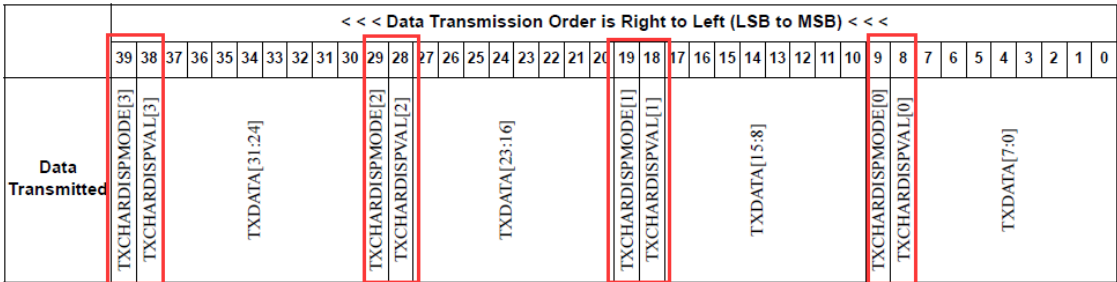 < < < Data Transmission Order is Right to Left (LSB to MSB) < < <
39 38 37 36 35 34 33 32 31 30 29 28 27 26 25 24 23 22 21 20 19 18 17 16 15 14 13 12 11 10 9 8 7 6 5 4 3 2 1 0
Data
Transmitted
TXCHARDISPMODE[3]
TXCHARDISPVAL[3]
TXDATA[31:24]
TXCHARDISPMODE[2]
TXCHARDISPVAL[2]
TXDATA[23:16]
TXCHARDISPMODE[1]
TXCHARDISPVAL[1]
TXDATA[15:8]
TXCHARDISPMODE[0]
TXCHARDISPVAL[0]
TXDATA[7:0]